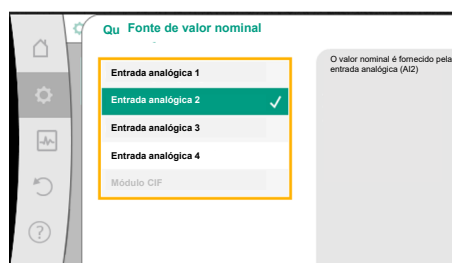 Qu Fonte de valor nominal
O valor nominal é fornecido pela
entrada analógica (AI2)
Entrada analógica 1
Entrada analógica 2
Entrada analógica 3
Entrada analógica 4
Módulo CIF